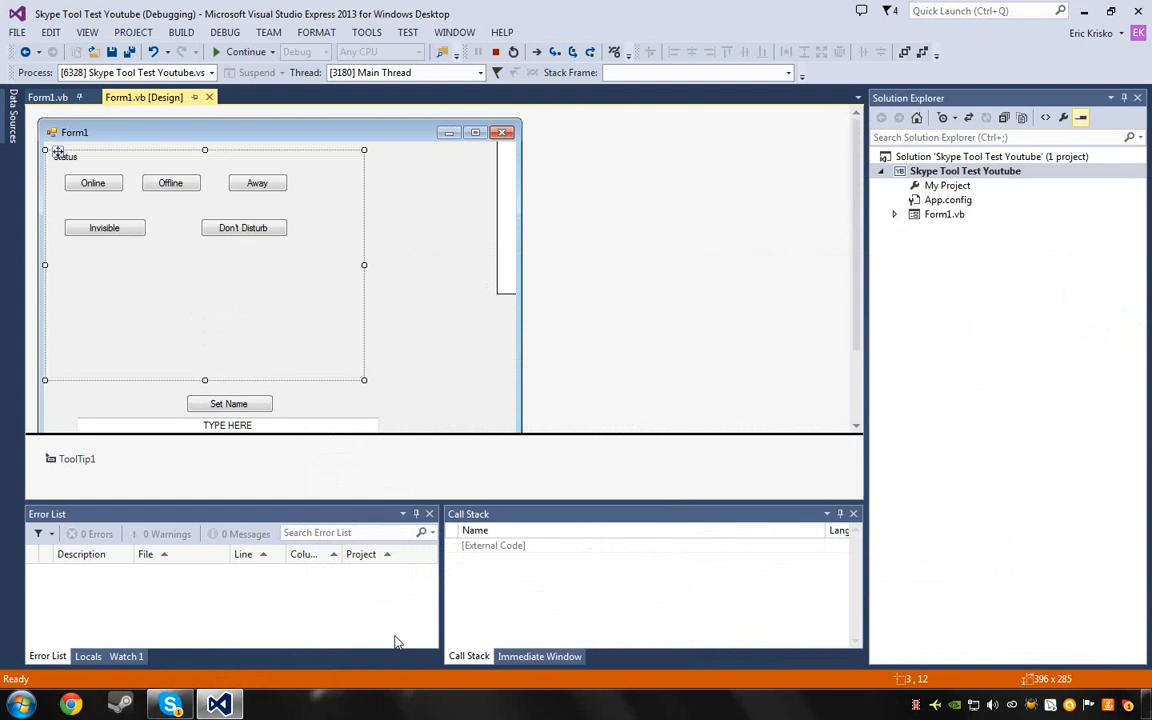 Skype Tool Test Youtube (Debugging) - Microsoft Visual Studio Express 2013 for Windows Desktop
4
Quick Launch (Ctrl+Q)
FILE EDIT VIEW PROJECT BUILD DEBUG TEAM FORMAT TOOLS TEST WINDOW HELP
Eric Krisko EK
Continue Debug Any CPU
Process: [6328] Skype Tool Test Youtube.vs Suspend Thread: [3180] Main Thread Stack Frame:
Data Sources
Form1.vb Form1.vb [Design]
Form1
Status
Online Offline Away
Invisible Don't Disturb
Set Name
TYPE HERE
ToolTip1
Solution Explorer
Search Solution Explorer (Ctrl+;)
Solution 'Skype Tool Test Youtube' (1 project)
VB Skype Tool Test Youtube
My Project
App.config
Form1.vb
Error List
0 Errors 0 Warnings 0 Messages Search Error List
Description File Line Colu... Project
Error List Locals Watch 1
Call Stack
Name Lang
[External Code]
Call Stack Immediate Window
Ready 3 , 12 396 x 285